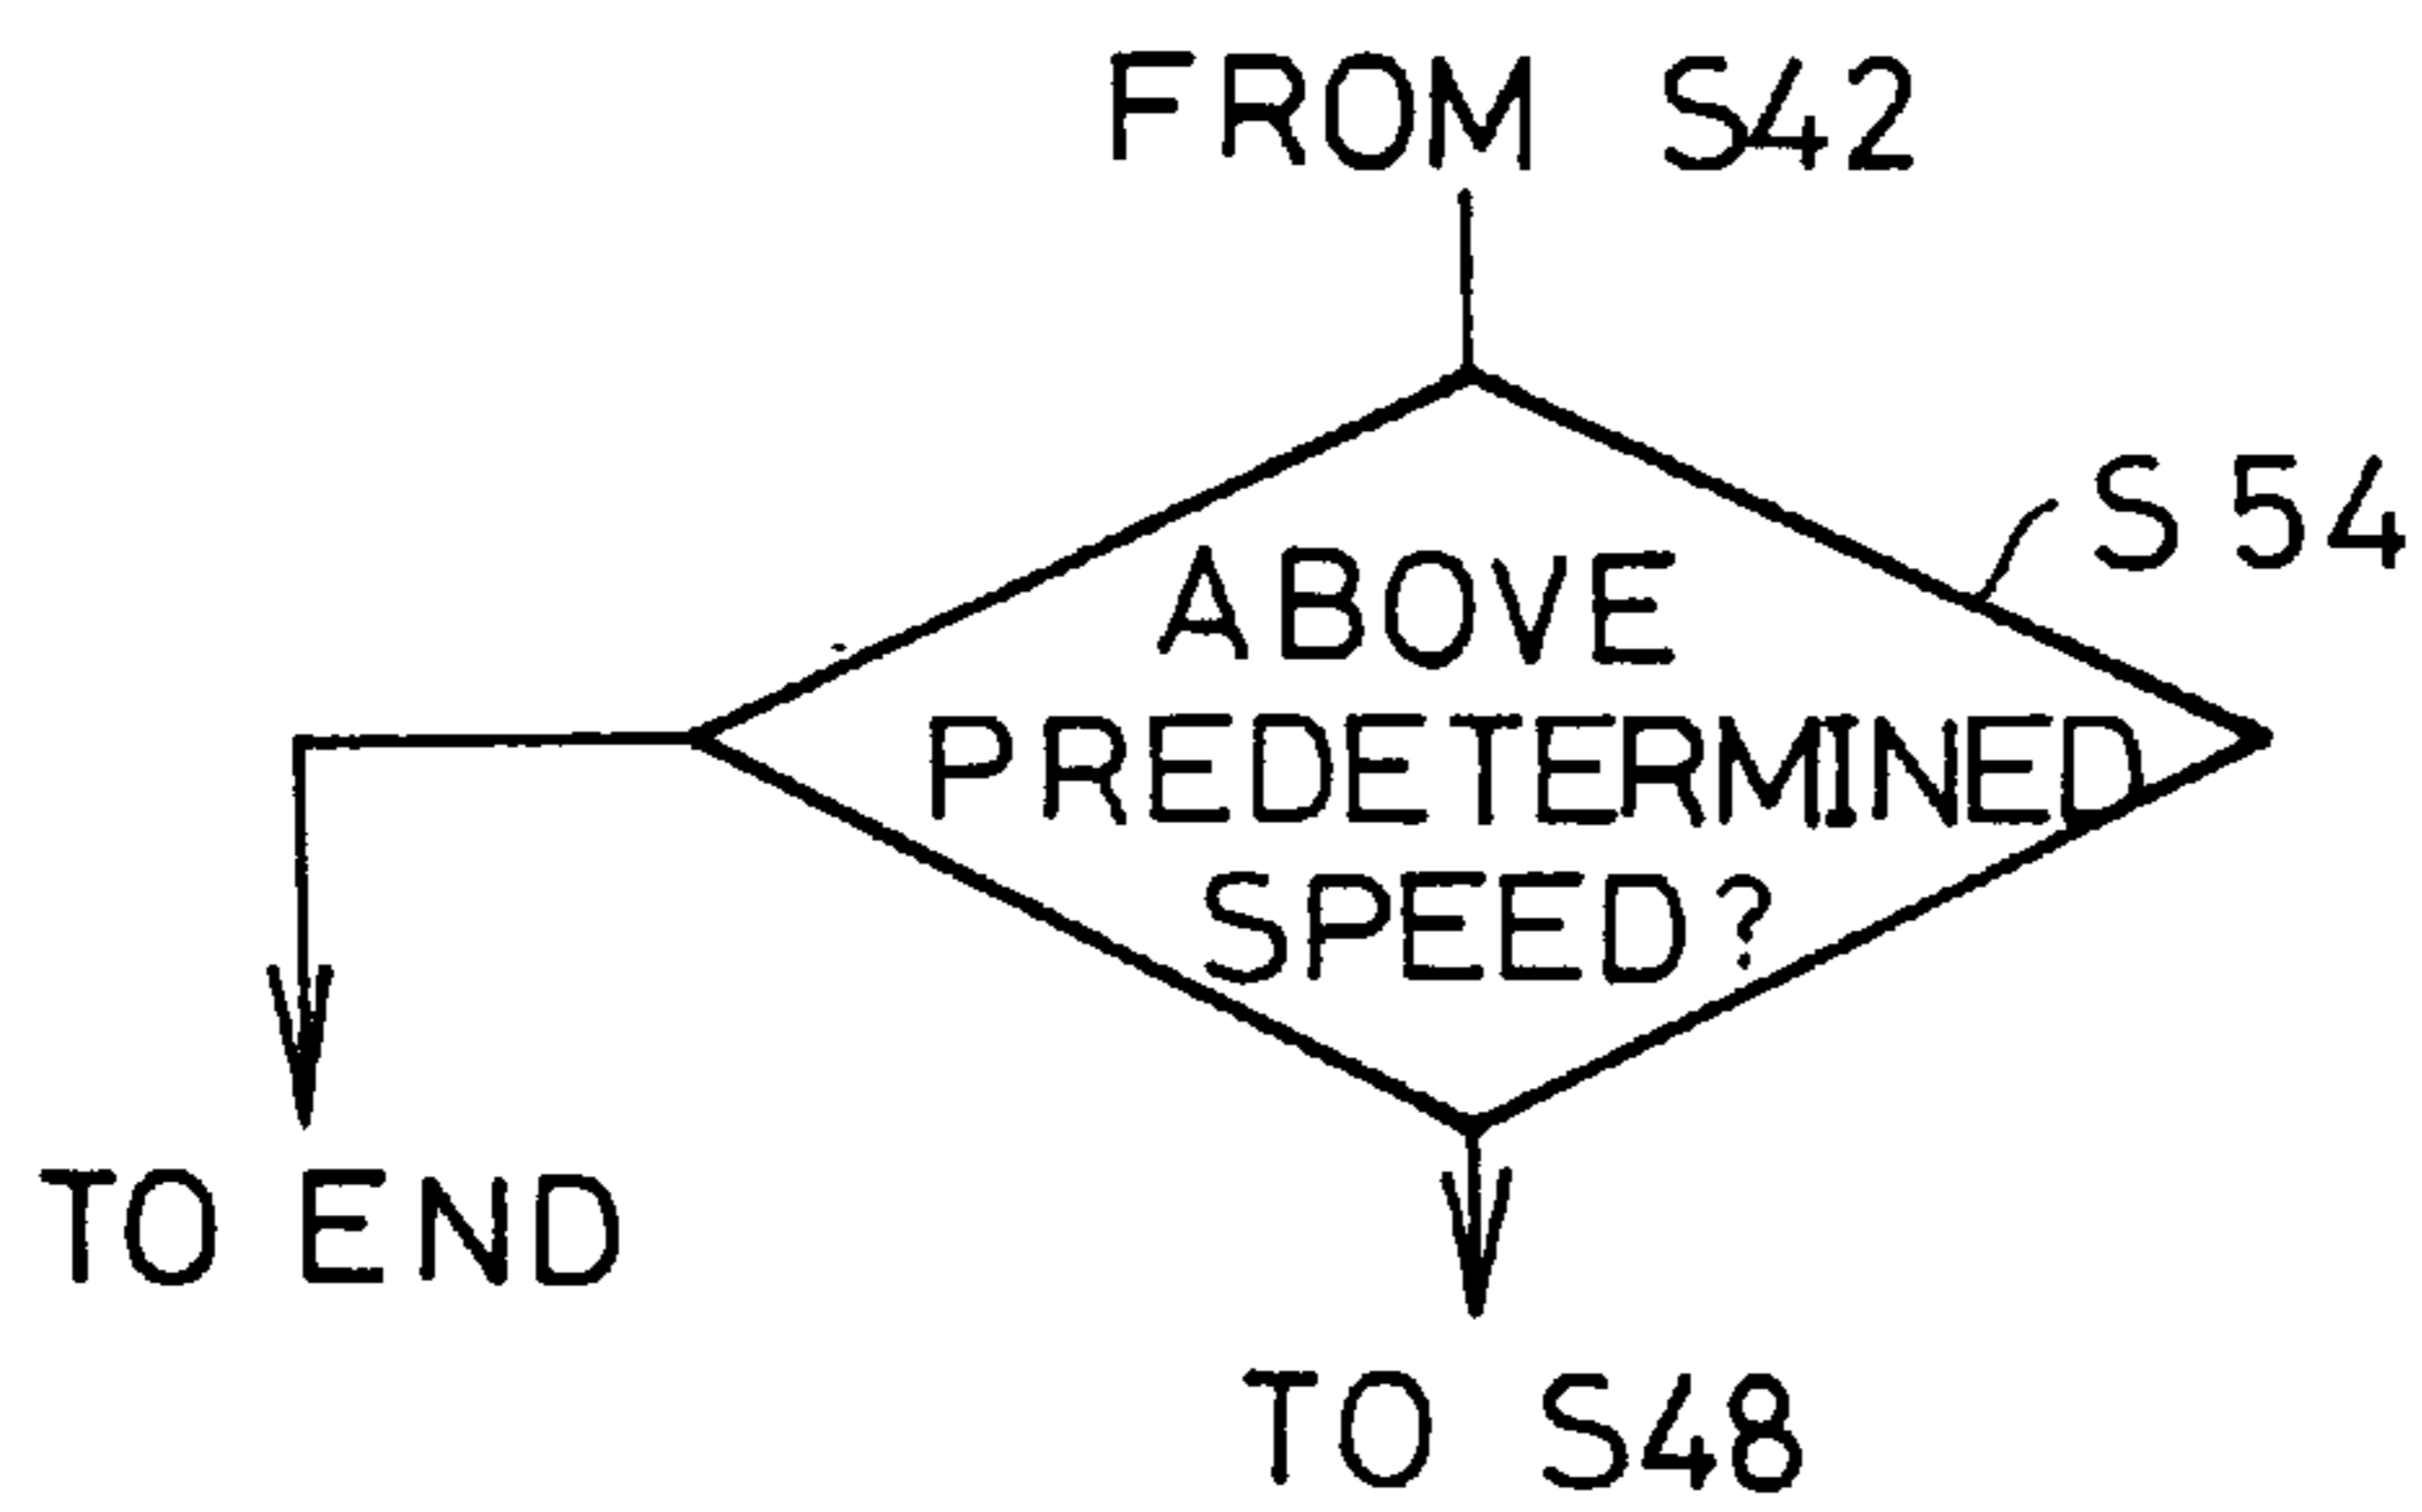 FROM S42
S54
ABOVE
PREDETERMINED
SPEED?
TO END
TO S48